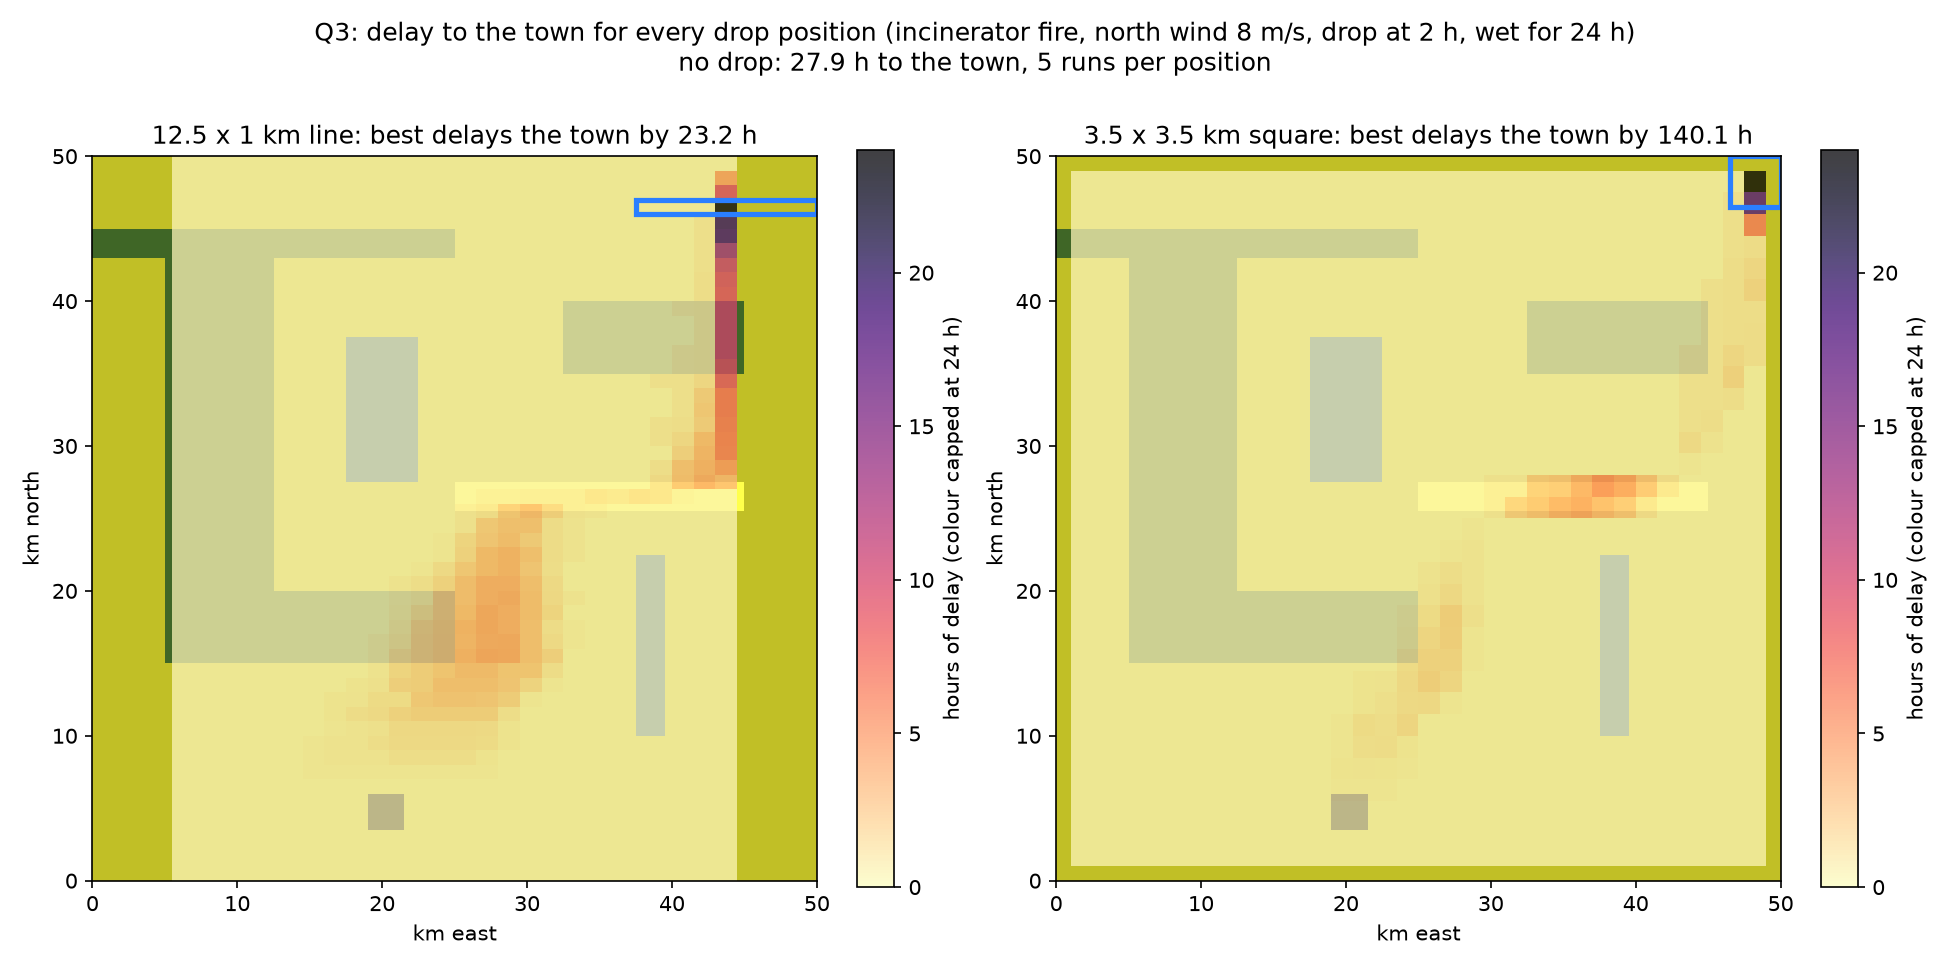 Q3: delay to the town for every drop position (incinerator fire, north wind 8 m/s, drop at 2 h, wet for 24 h)
no drop: 27.9 h to the town, 5 runs per position
12.5 x 1 km line: best delays the town by 23.2 h
50
40
30
20
10
0
km north
0 10 20 30 40 50
km east
20
15
10
5
0
hours of delay (colour capped at 24 h)
3.5 x 3.5 km square: best delays the town by 140.1 h
50
40
30
20
10
0
km north
0 10 20 30 40 50
km east
20
15
10
5
0
hours of delay (colour capped at 24 h)